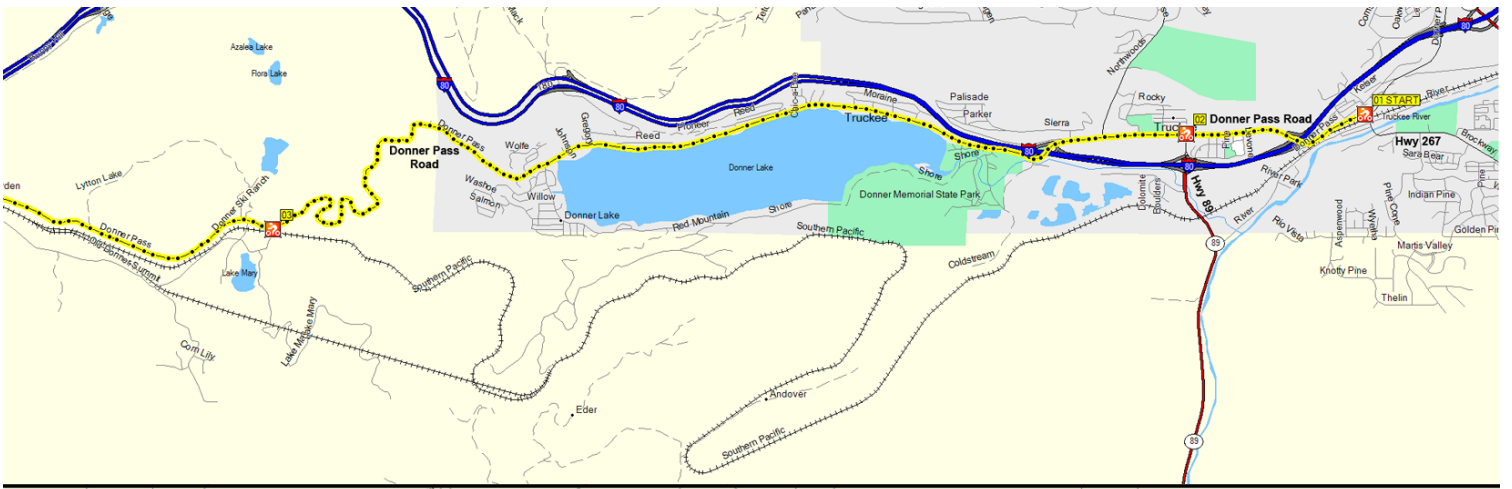 Azalea Lake
Flora Lake
80
80
80
80
80
Northwoods
Keiser
01 START
River
Truckee River
Moraine
Palisade
Parker
Rocky
02
Donner Pass Road
Donner Pass
Reed
Pioneer
Reed
Truckee
Sierra
Hwy 267
Brockway
Sara Bear
Gregory
Johnson
Donner Pass
Donner Pass
Road
Wolfe
Shore
Shore
Donner Lake
River Park
Lytton Lake
Donner Ski Ranch
Washoe
Salmon
Willow
Donner Memorial State Park
Dolomite
Boulders
Hwy 89
Indian Pine
Pine Cone
Pine
03
Donner Lake
Red Mountain
Shore
River
Rio Vista
Aspenwood
Donner Pass
Southern Pacific
89
Martis Valley
Lake Mary
Southern Pacific
Coldstream
Knotty Pine
Thelin
Lake Mary
Corn Lily
Andover
Eder
Southern Pacific
89